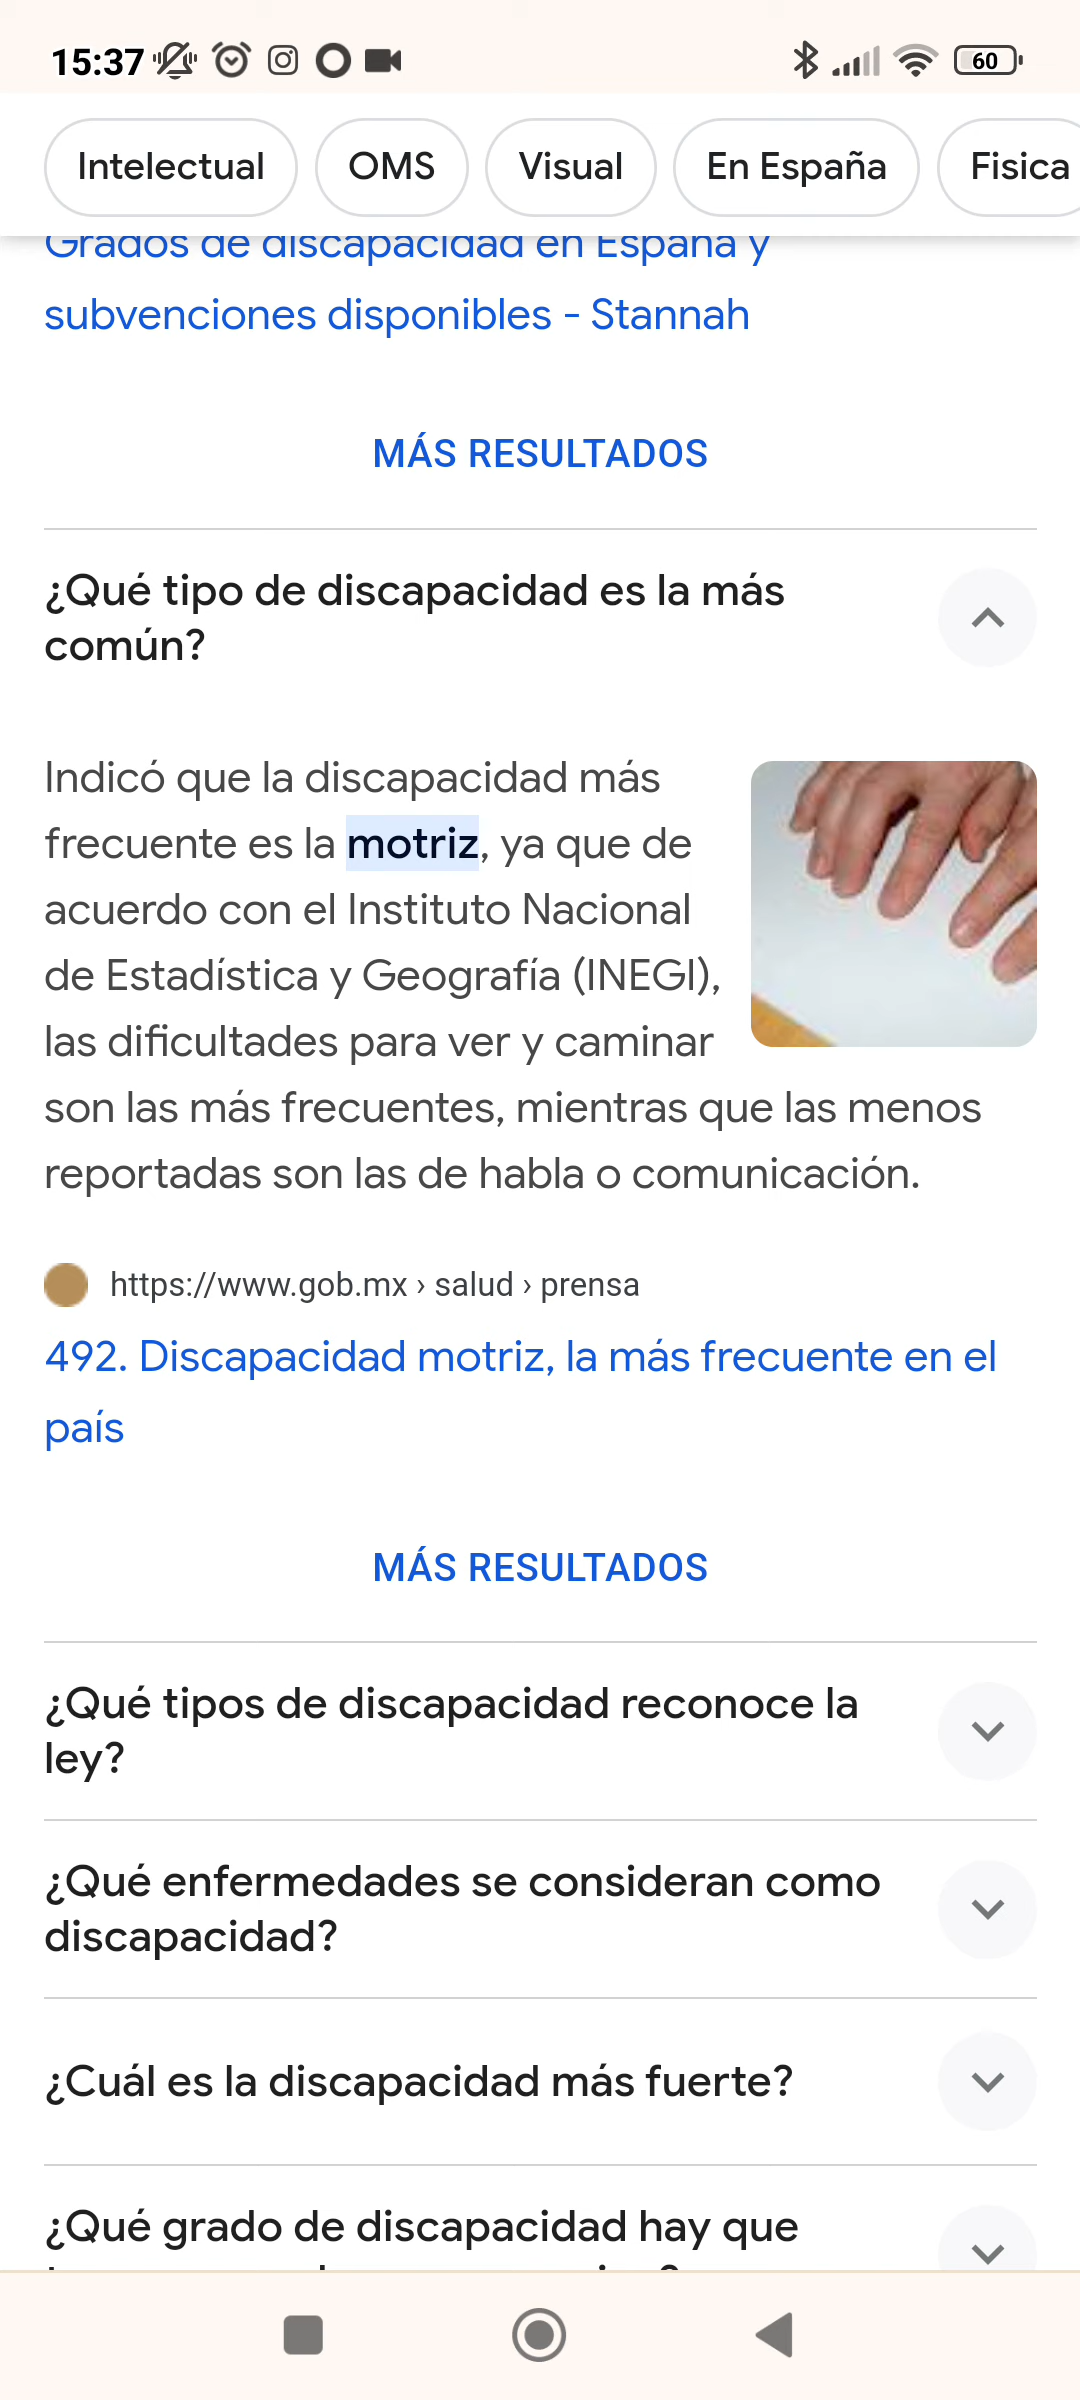 15:37
60
Intelectual
OMS
Visual
En España
Fisica
Grados de discapacidad en España y
subvenciones disponibles - Stannah
MÁS RESULTADOS
¿Qué tipo de discapacidad es la más
común?
Indicó que la discapacidad más
frecuente es la motriz, ya que de
acuerdo con el Instituto Nacional
de Estadística y Geografía (INEGI),
las dificultades para ver y caminar
son las más frecuentes, mientras que las menos
reportadas son las de habla o comunicación.
https://www.gob.mx › salud › prensa
492. Discapacidad motriz, la más frecuente en el
país
MÁS RESULTADOS
¿Qué tipos de discapacidad reconoce la
ley?
¿Qué enfermedades se consideran como
discapacidad?
¿Cuál es la discapacidad más fuerte?
¿Qué grado de discapacidad hay que